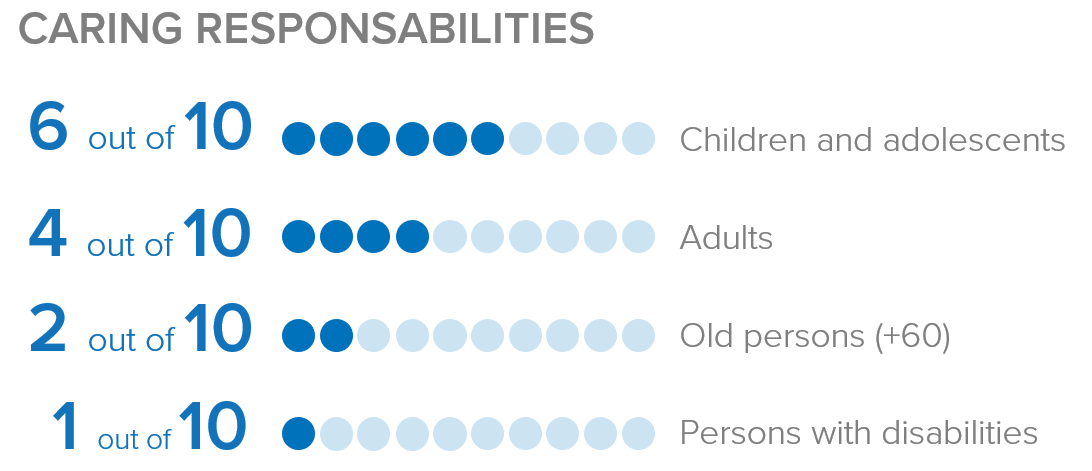 CARING RESPONSABILITIES
6 out of 10 Children and adolescents
4 out of 10 Adults
2 out of 10 Old persons (+60)
1 out of 10 Persons with disabilities